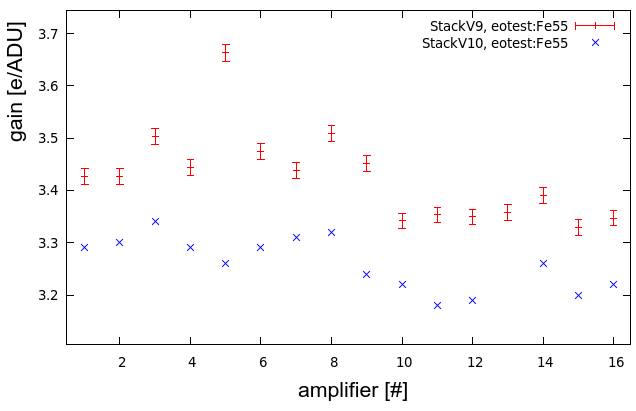 StackV9, eotest:Fe55
StackV10, eotest:Fe55
gain [e/ADU]
3.7
3.6
3.5
3.4
3.3
3.2
2 4 6 8 10 12 14 16
amplifier [#]